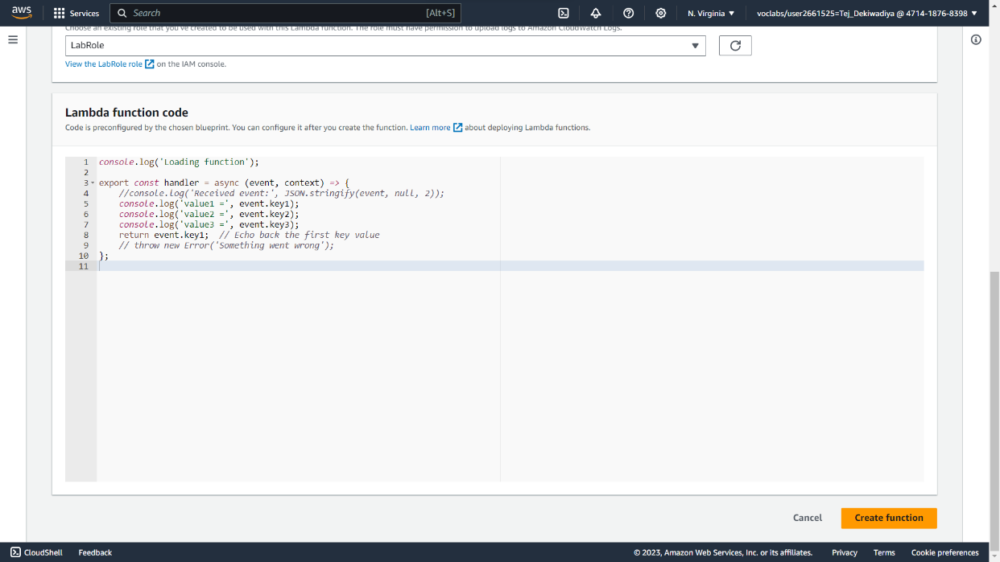 aws
Services
Search [Alt+S]
N. Virginia
voclabs/user2661525=Tej_Dekiwadiya @ 4714-1876-8398
Choose an existing role that you've created to be used with this Lambda function. The role must have permission to upload logs to Amazon CloudWatch Logs.
LabRole
View the LabRole role on the IAM console.
Lambda function code
Code is preconfigured by the chosen blueprint. You can configure it after you create the function. Learn more about deploying Lambda functions.
1 console.log('Loading function');
2
3 export const handler = async (event, context) => {
4 //console.log('Received event:', JSON.stringify(event, null, 2));
5 console.log('value1 =', event.key1);
6 console.log('value2 =', event.key2);
7 console.log('value3 =', event.key3);
8 return event.key1; // Echo back the first key value
9 // throw new Error('Something went wrong');
10 };
11
Cancel
Create function
CloudShell
Feedback
© 2023, Amazon Web Services, Inc. or its affiliates.
Privacy
Terms
Cookie preferences